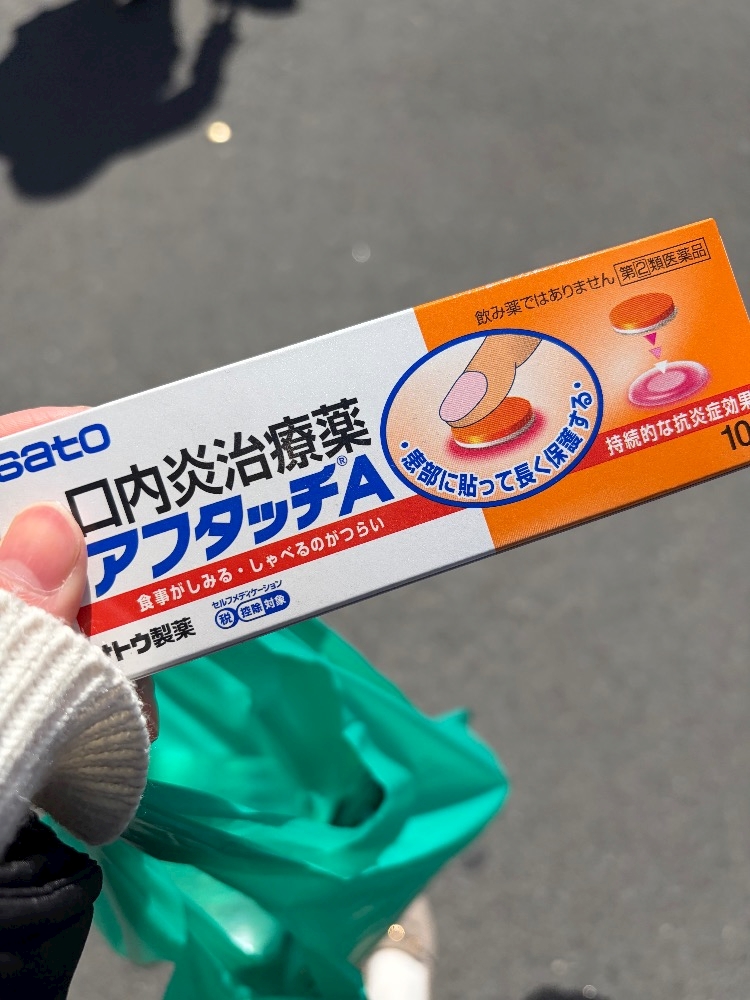 sato
口内炎治療薬
アフタッチ®A
食事がしみる・しゃべるのがつらい
サトウ製薬
セルフメディケーション
税 控除 対象
飲み薬ではありません 第②類医薬品
・患部に貼って長く保護する・
持続的な抗炎症効果
10